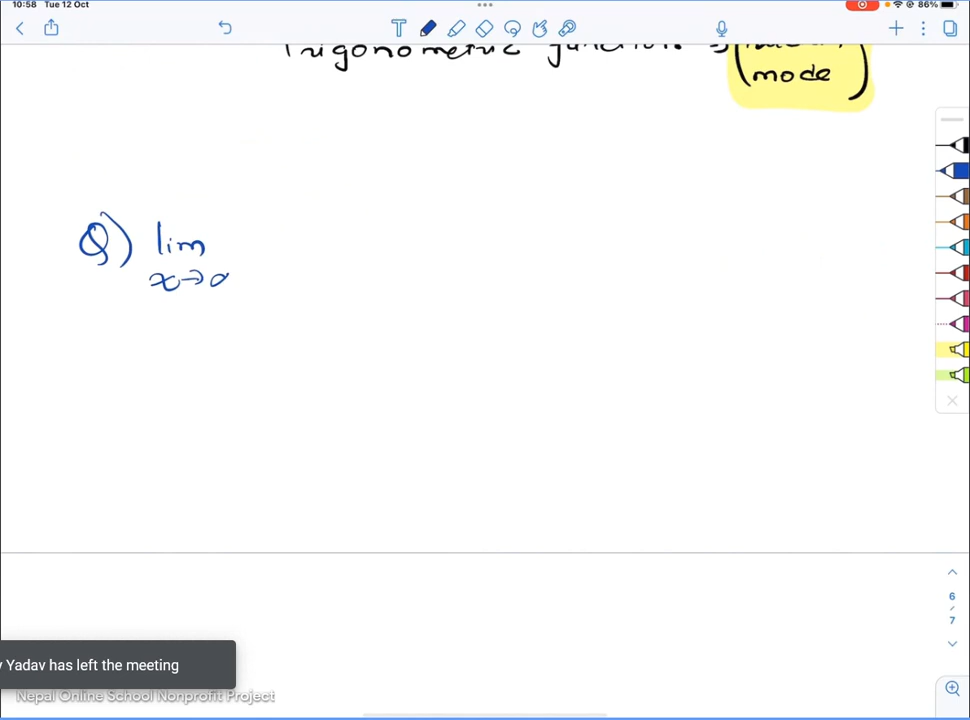 10:58 Tue 12 Oct
86%
T
Trigonometric function
(mode)
Q) lim
x→0
6
/
7
Yadav has left the meeting
Nepal Online School Nonprofit Project